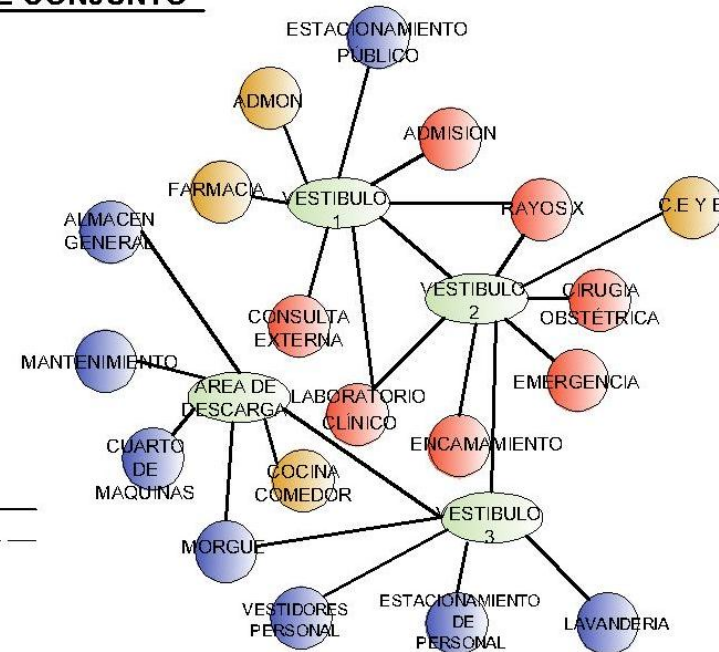 E CONJUNTO
ESTACIONAMIENTO
PÚBLICO
ADMON
ADMISION
FARMACIA
VESTIBULO
1
RAYOS X
C.E Y E
ALMACEN
GENERAL
VESTIBULO
2
CIRUGIA
OBSTÉTRICA
CONSULTA
EXTERNA
MANTENIMIENTO
EMERGENCIA
AREA DE
DESCARGA
LABORATORIO
CLÍNICO
ENCAMAMIENTO
CUARTO
DE
MAQUINAS
COCINA
COMEDOR
VESTIBULO
3
MORGUE
VESTIDORES
PERSONAL
ESTACIONAMIENTO
DE
PERSONAL
LAVANDERIA